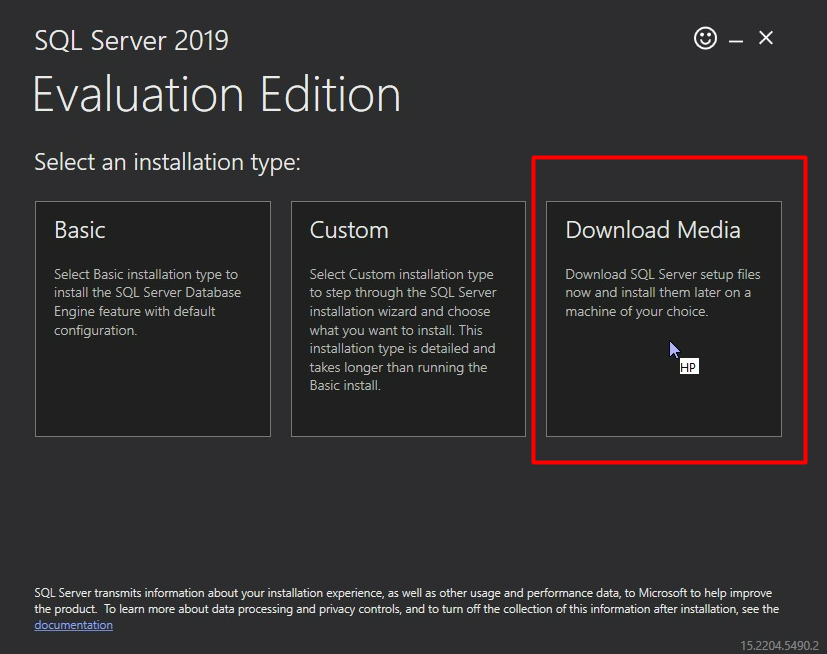 SQL Server 2019
Evaluation Edition
Select an installation type:
Basic
Select Basic installation type to
install the SQL Server Database
Engine feature with default
configuration.
Custom
Select Custom installation type
to step through the SQL Server
installation wizard and choose
what you want to install. This
installation type is detailed and
takes longer than running the
Basic install.
Download Media
Download SQL Server setup files
now and install them later on a
machine of your choice.
HP
SQL Server transmits information about your installation experience, as well as other usage and performance data, to Microsoft to help improve
the product.  To learn more about data processing and privacy controls, and to turn off the collection of this information after installation, see the
documentation
15.2204.5490.2